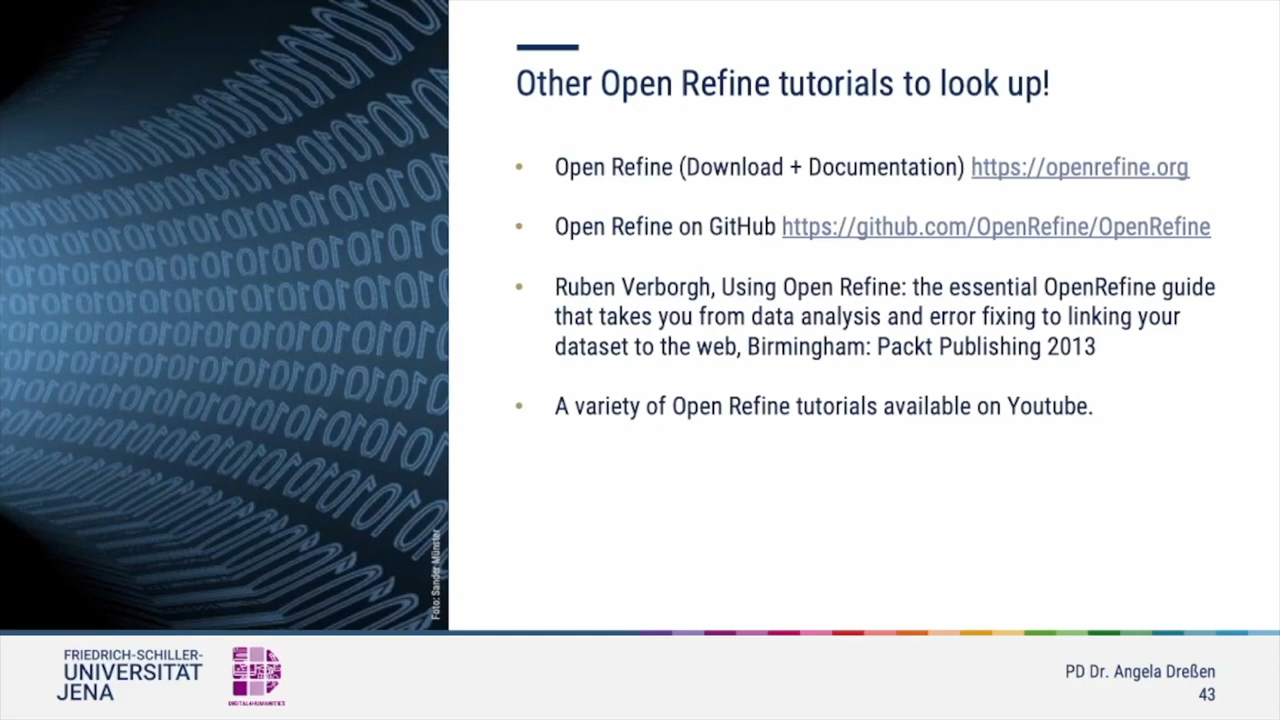 Other Open Refine tutorials to look up!
• Open Refine (Download + Documentation) https://openrefine.org
• Open Refine on GitHub https://github.com/OpenRefine/OpenRefine
• Ruben Verborgh, Using Open Refine: the essential OpenRefine guide
that takes you from data analysis and error fixing to linking your
dataset to the web, Birmingham: Packt Publishing 2013
• A variety of Open Refine tutorials available on Youtube.
Foto: Sander Münster
FRIEDRICH-SCHILLER-
UNIVERSITÄT
JENA
DIGITAL4HUMANITIES
PD Dr. Angela Dreßen
43